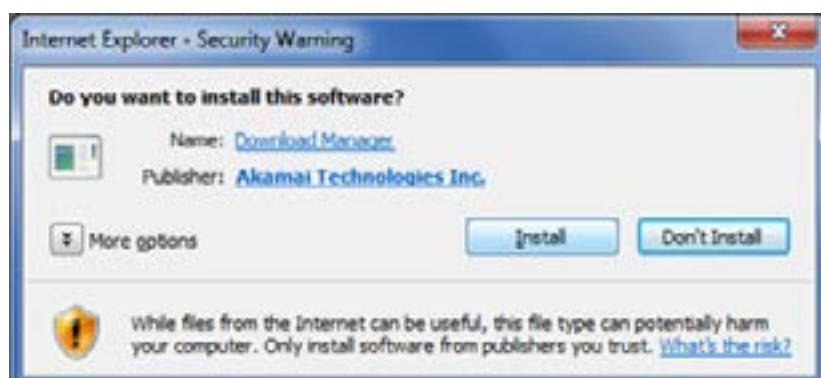 Internet Explorer - Security Warning
Do you want to install this software?
Name: Download Manager
Publisher: Akamai Technologies Inc.
More options
Install
Don't Install
While files from the Internet can be useful, this file type can potentially harm
your computer. Only install software from publishers you trust. What's the risk?